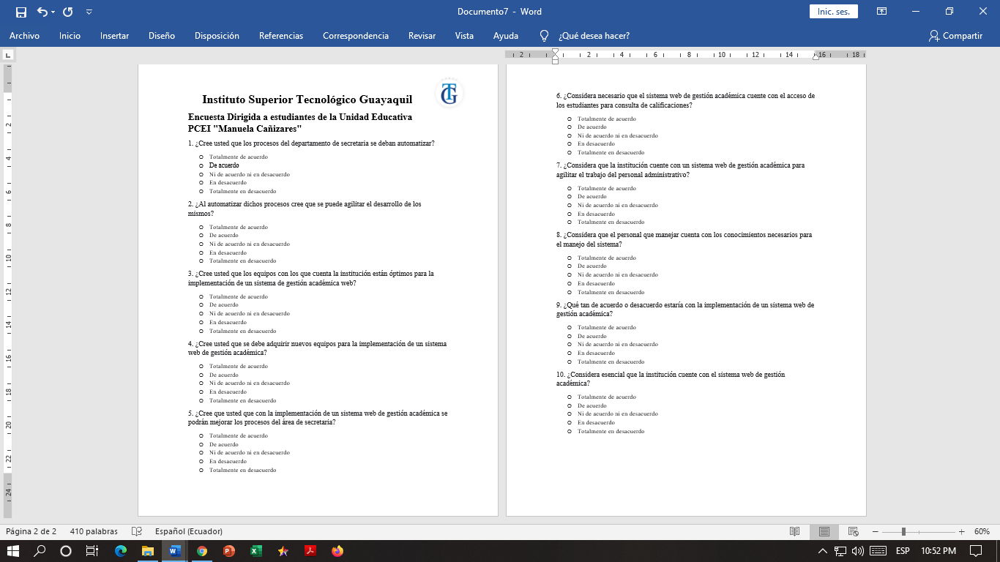 Documento7 - Word
Inic. ses.
Archivo Inicio Insertar Diseño Disposición Referencias Correspondencia Revisar Vista Ayuda ¿Qué desea hacer? Compartir
2 2 4 6 8 10 12 14 16 18
2
4
6
8
10
12
14
16
18
20
22
24
Instituto Superior Tecnológico Guayaquil
TG
Encuesta Dirigida a estudiantes de la Unidad Educativa
PCEI "Manuela Cañizares"
1. ¿Cree usted que los procesos del departamento de secretaria se deban automatizar?
o Totalmente de acuerdo
o De acuerdo
o Ni de acuerdo ni en desacuerdo
o En desacuerdo
o Totalmente en desacuerdo
2. ¿Al automatizar dichos procesos cree que se puede agilitar el desarrollo de los
mismos?
o Totalmente de acuerdo
o De acuerdo
o Ni de acuerdo ni en desacuerdo
o En desacuerdo
o Totalmente en desacuerdo
3. ¿Cree usted que los equipos con los que cuenta la institución están óptimos para la
implementación de un sistema de gestión académica web?
o Totalmente de acuerdo
o De acuerdo
o Ni de acuerdo ni en desacuerdo
o En desacuerdo
o Totalmente en desacuerdo
4. ¿Cree usted que se debe adquirir nuevos equipos para la implementación de un sistema
web de gestión académica?
o Totalmente de acuerdo
o De acuerdo
o Ni de acuerdo ni en desacuerdo
o En desacuerdo
o Totalmente en desacuerdo
5. ¿Cree que usted que con la implementación de un sistema web de gestión académica se
podrán mejorar los procesos del área de secretaria?
o Totalmente de acuerdo
o De acuerdo
o Ni de acuerdo ni en desacuerdo
o En desacuerdo
o Totalmente en desacuerdo
6. ¿Considera necesario que el sistema web de gestión académica cuente con el acceso de
los estudiantes para consulta de calificaciones?
o Totalmente de acuerdo
o De acuerdo
o Ni de acuerdo ni en desacuerdo
o En desacuerdo
o Totalmente en desacuerdo
7. ¿Considera que la institución cuente con un sistema web de gestión académica para
agilitar el trabajo del personal administrativo?
o Totalmente de acuerdo
o De acuerdo
o Ni de acuerdo ni en desacuerdo
o En desacuerdo
o Totalmente en desacuerdo
8. ¿Considera que el personal que manejar cuenta con los conocimientos necesarios para
el manejo del sistema?
o Totalmente de acuerdo
o De acuerdo
o Ni de acuerdo ni en desacuerdo
o En desacuerdo
o Totalmente en desacuerdo
9. ¿Qué tan de acuerdo o desacuerdo estaría con la implementación de un sistema web de
gestión académica?
o Totalmente de acuerdo
o De acuerdo
o Ni de acuerdo ni en desacuerdo
o En desacuerdo
o Totalmente en desacuerdo
10. ¿Considera esencial que la institución cuente con el sistema web de gestión
académica?
o Totalmente de acuerdo
o De acuerdo
o Ni de acuerdo ni en desacuerdo
o En desacuerdo
o Totalmente en desacuerdo
Página 2 de 2 410 palabras Español (Ecuador) 60%
ESP 10:52 PM